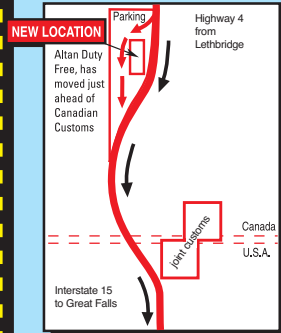 Parking
Highway 4
from
Lethbridge
NEW LOCATION
Altan Duty
Free, has
moved just
ahead of
Canadian
Customs
joint customs
Canada
U.S.A.
Interstate 15
to Great Falls